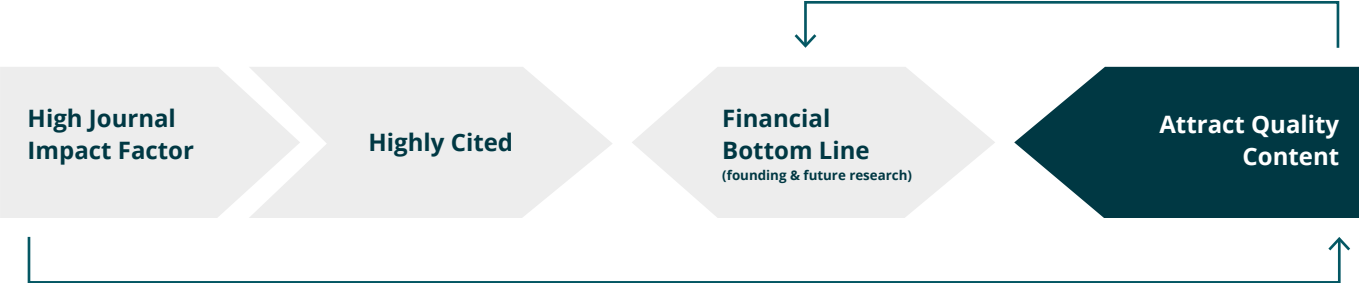 High Journal
Impact Factor
Highly Cited
Financial
Bottom Line
(founding & future research)
Attract Quality
Content